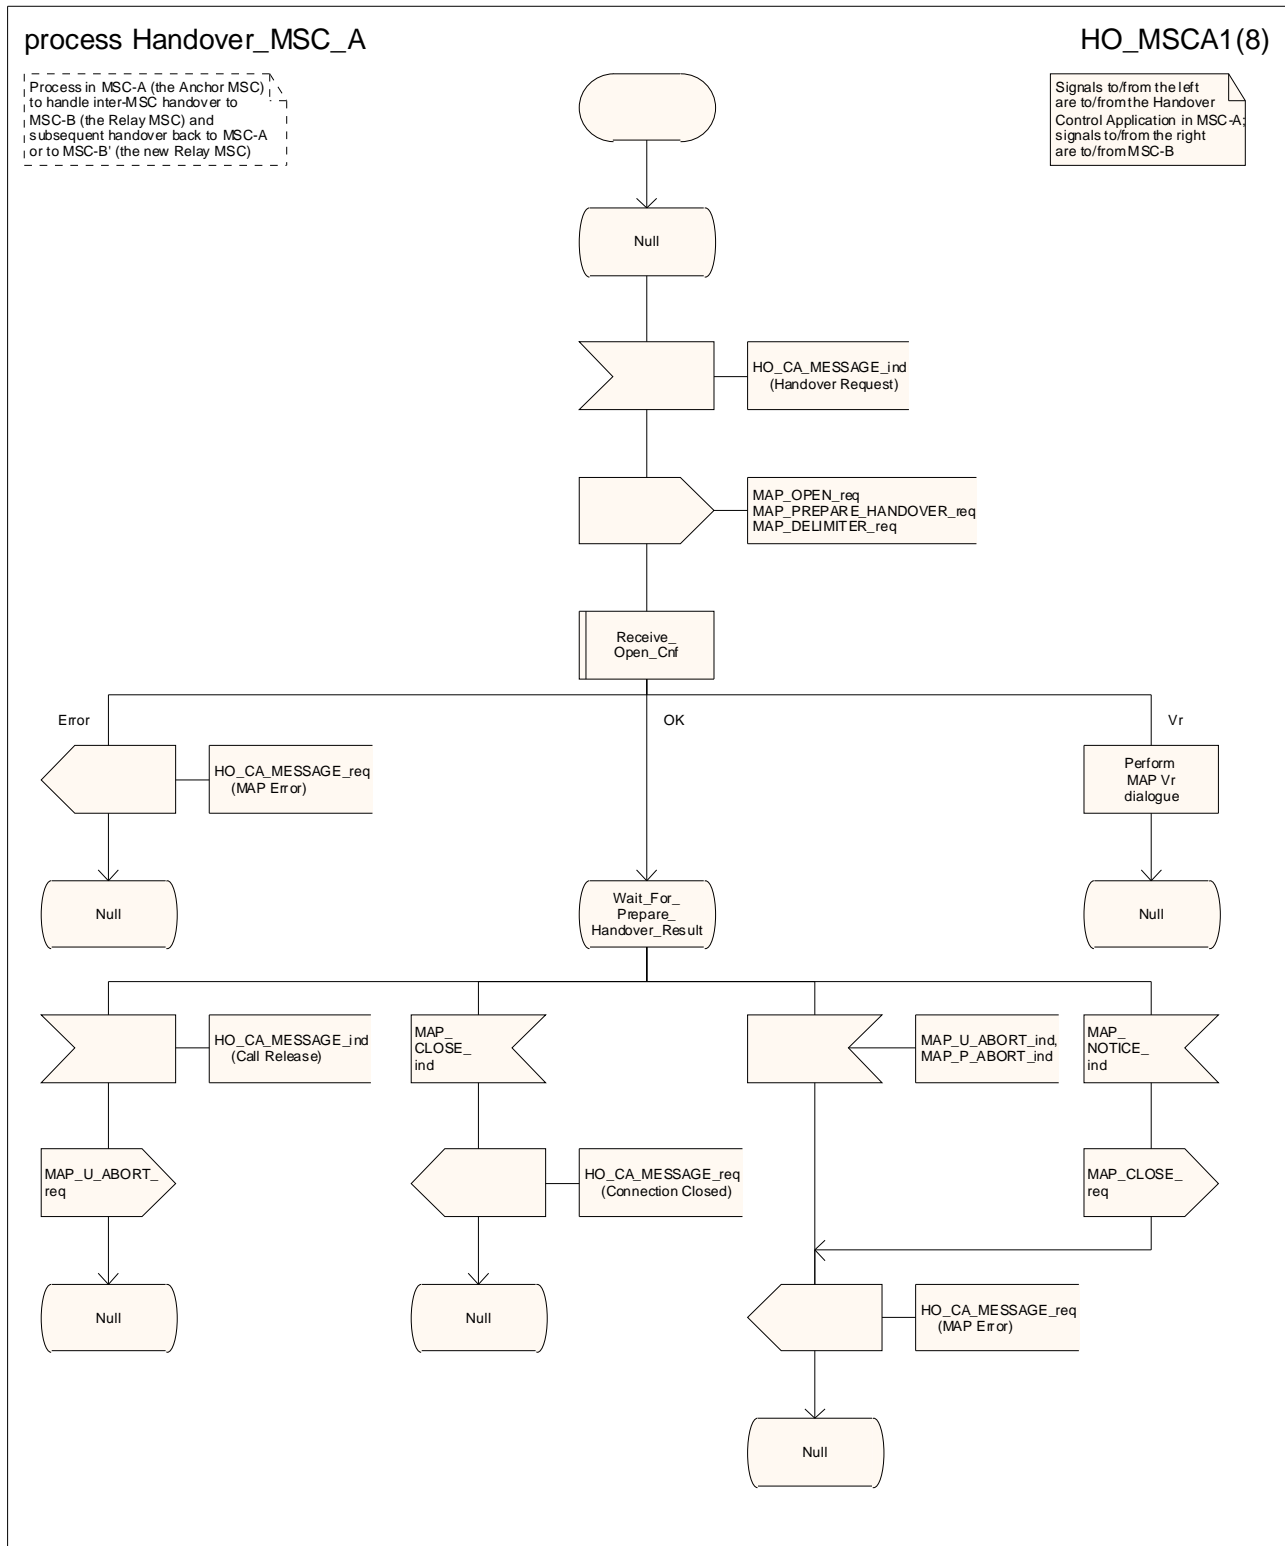 process Handover_MSC_A
HO_MSCA1(8)
Process in MSC-A (the Anchor MSC)
to handle inter-MSC handover to
MSC-B (the Relay MSC) and
subsequent handover back to MSC-A
or to MSC-B' (the new Relay MSC)
Signals to/from the left
are to/from the Handover
Control Application in MSC-A;
signals to/from the right
are to/from MSC-B
Null
HO_CA_MESSAGE_ind
(Handover Request)
MAP_OPEN_req
MAP_PREPARE_HANDOVER_req
MAP_DELIMITER_req
Receive_
Open_Cnf
Error
OK
Vr
HO_CA_MESSAGE_req
(MAP Error)
Perform
MAP Vr
dialogue
Null
Wait_For_
Prepare_
Handover_Result
Null
HO_CA_MESSAGE_ind
(Call Release)
MAP_
CLOSE_
ind
MAP_U_ABORT_ind,
MAP_P_ABORT_ind
MAP_
NOTICE_
ind
MAP_U_ABORT_
req
HO_CA_MESSAGE_req
(Connection Closed)
MAP_CLOSE_
req
Null
Null
HO_CA_MESSAGE_req
(MAP Error)
Null